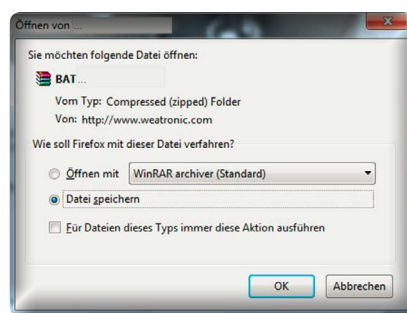 Öffnen von ...
Sie möchten folgende Datei öffnen:
BAT...
Vom Typ: Compressed (zipped) Folder
Von: http://www.weatronic.com
Wie soll Firefox mit dieser Datei verfahren?
Öffnen mit WinRAR archiver (Standard)
Datei speichern
Für Dateien dieses Typs immer diese Aktion ausführen
OK Abbrechen